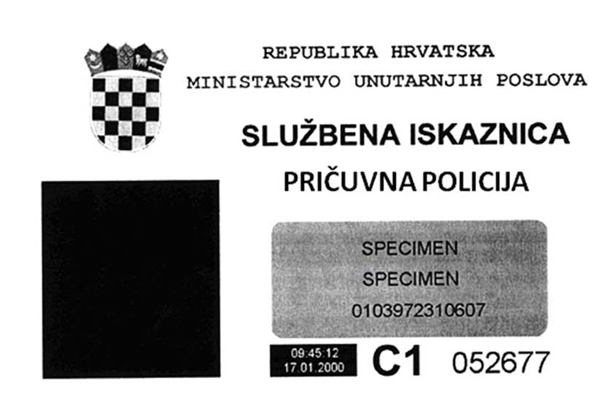 REPUBLIKA HRVATSKA
MINISTARSTVO UNUTARNJIH POSLOVA
SLUŽBENA ISKAZNICA
PRIČUVNA POLICIJA
SPECIMEN
SPECIMEN
0103972310607
09:45:12
17.01.2000
C1 052677